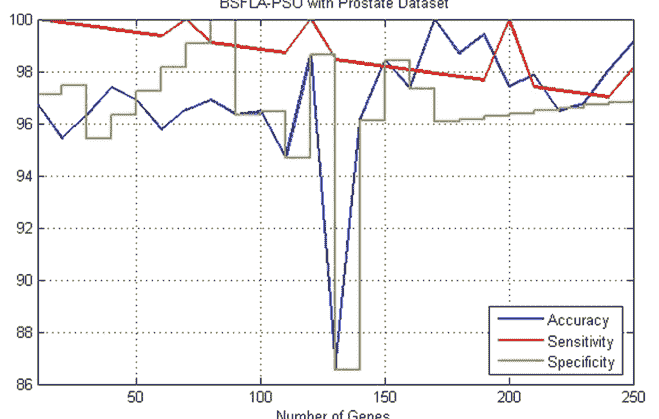 BSFLA-PSO with Prostate Dataset
100
98
96
94
92
90
88
86
50
100
150
200
250
Number of Genes
Accuracy
Sensitivity
Specificity